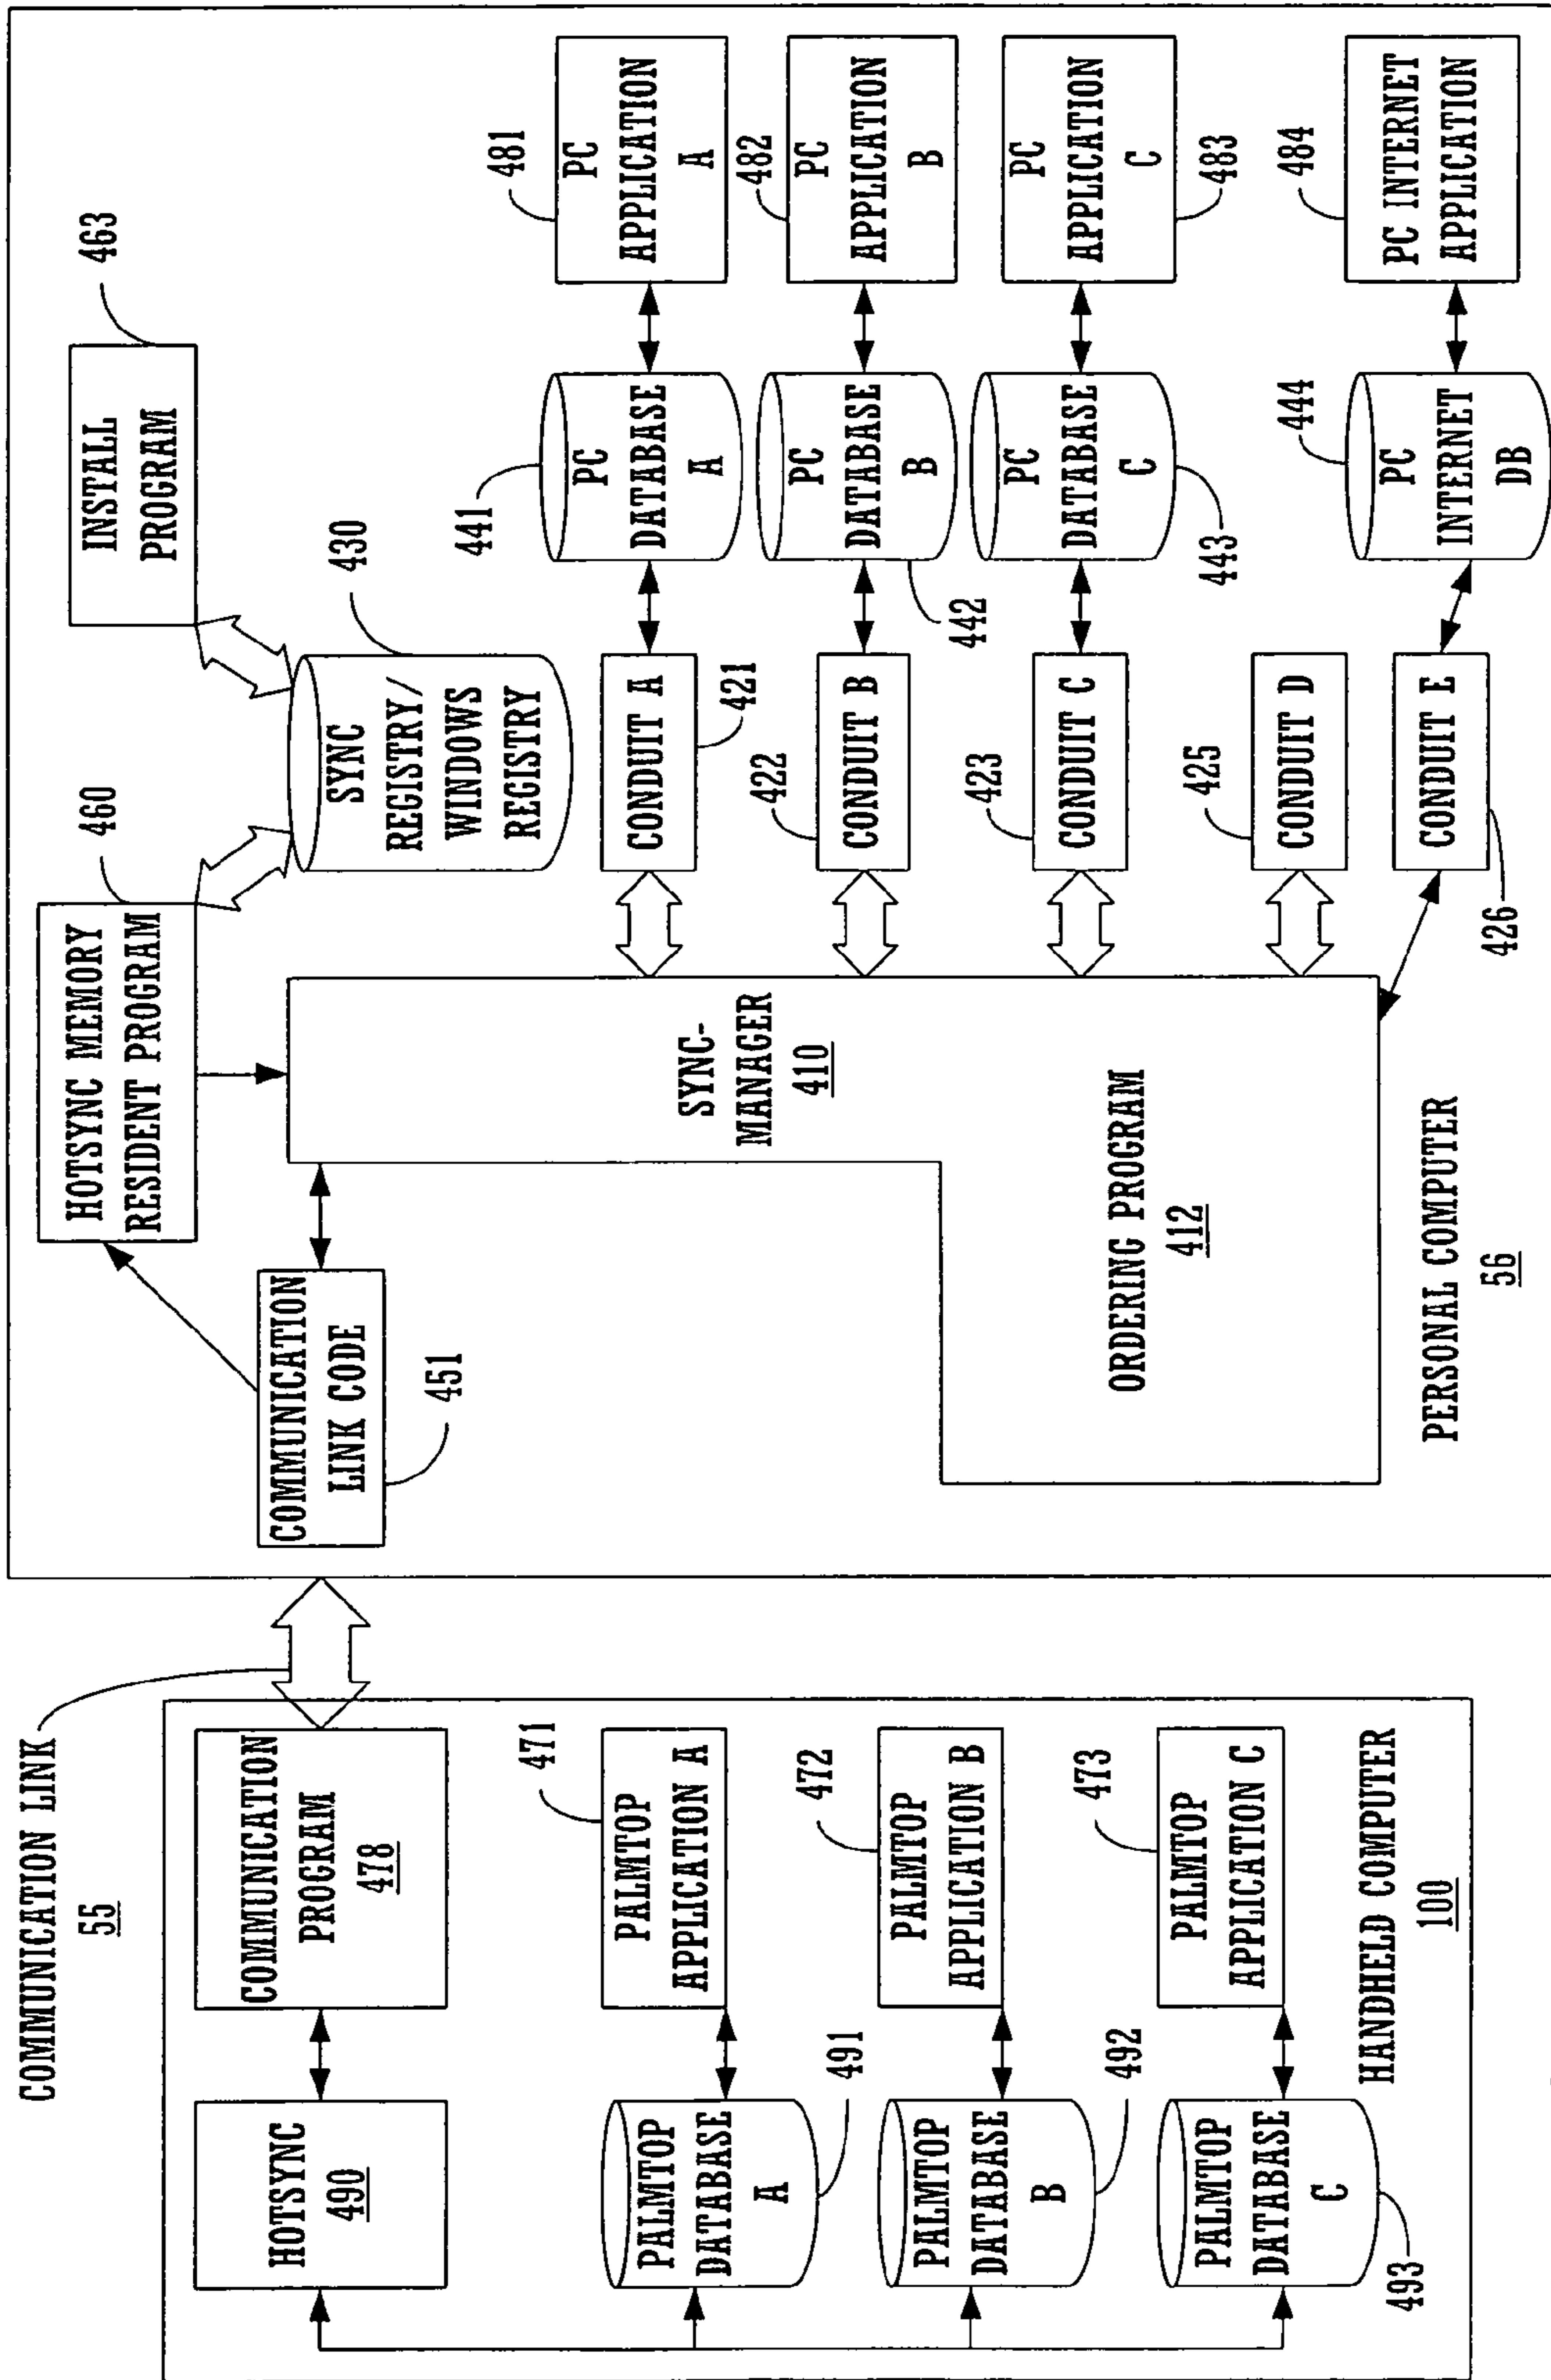 COMMUNICATION LINK
55
HOTSYNC
490
COMMUNICATION
PROGRAM
478
PALMTOP
DATABASE
A
491
PALMTOP
APPLICATION A
471
PALMTOP
DATABASE
B
492
PALMTOP
APPLICATION B
472
PALMTOP
DATABASE
C
493
PALMTOP
APPLICATION C
473
HANDHELD COMPUTER
100
COMMUNICATION
LINK CODE
451
HOTSYNC MEMORY
RESIDENT PROGRAM
460
INSTALL
PROGRAM
463
SYNC
REGISTRY/
WINDOWS
REGISTRY
430
SYNC-
MANAGER
410
ORDERING PROGRAM
412
CONDUIT A
421
PC
DATABASE
A
441
PC
APPLICATION
A
481
CONDUIT B
422
PC
DATABASE
B
442
PC
APPLICATION
B
482
CONDUIT C
423
PC
DATABASE
C
443
PC
APPLICATION
C
483
CONDUIT D
425
CONDUIT E
426
PC
INTERNET
DB
444
PC INTERNET
APPLICATION
484
PERSONAL COMPUTER
56